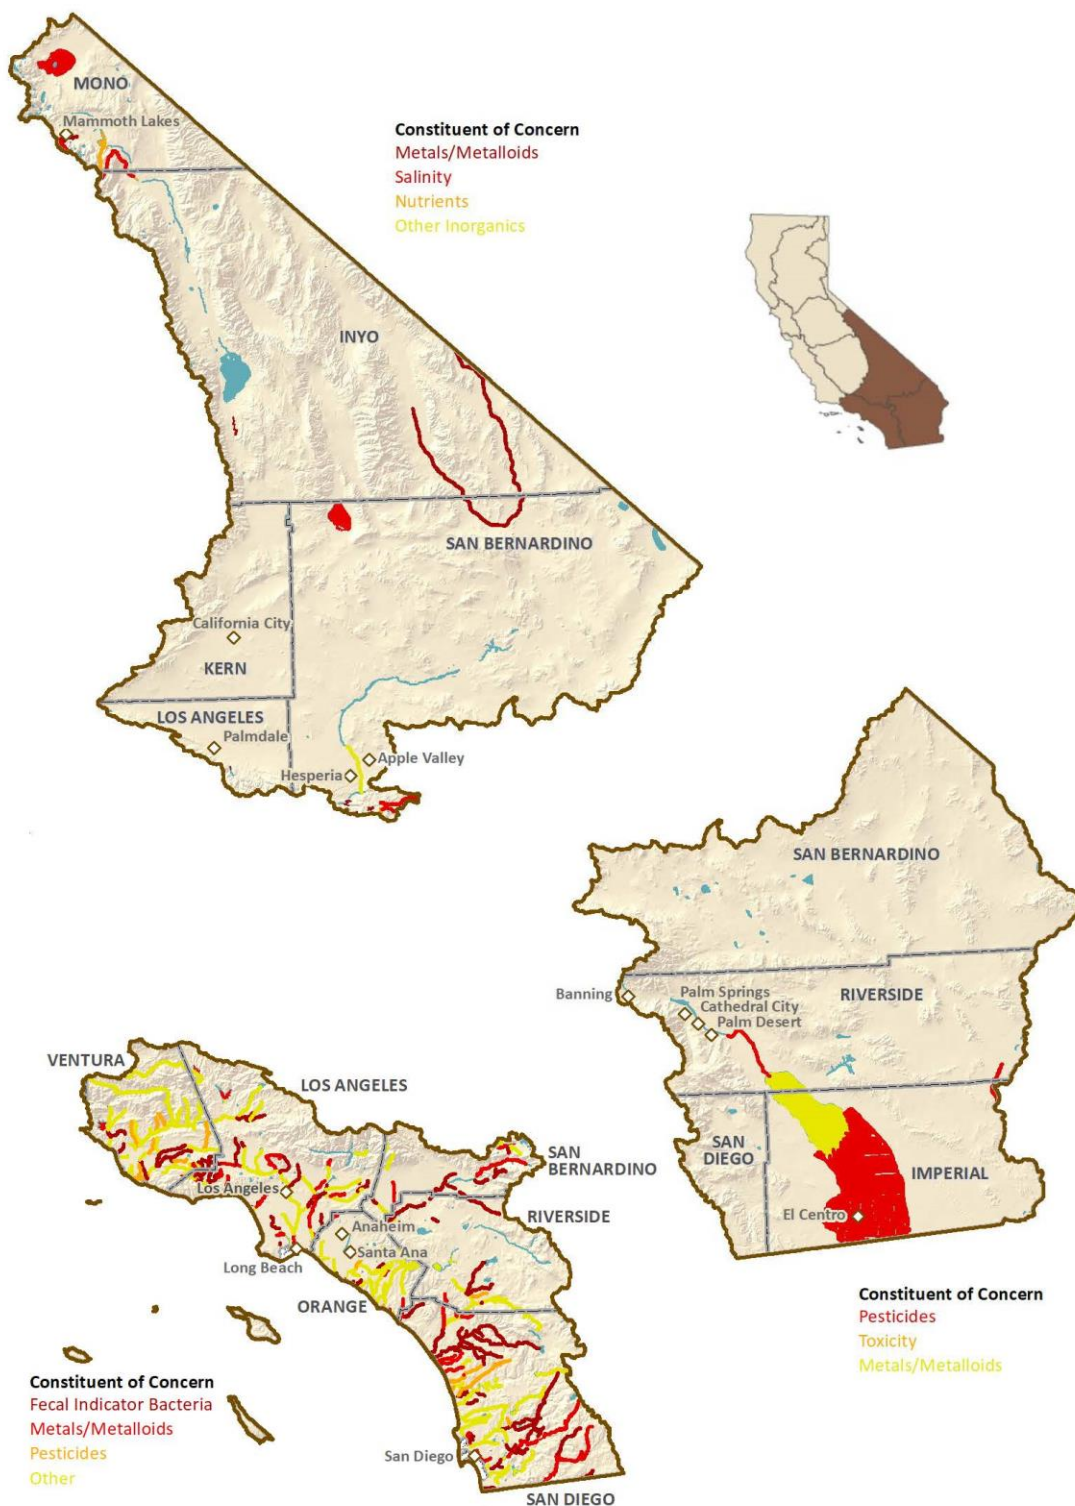 MONO
Mammoth Lakes
Constituent of Concern
Metals/Metalloids
Salinity
Nutrients
Other Inorganics
INYO
SAN BERNARDINO
California City
KERN
LOS ANGELES
Palmdale
Apple Valley
Hesperia
SAN BERNARDINO
Banning
Palm Springs
Cathedral City
Palm Desert
RIVERSIDE
SAN
DIEGO
IMPERIAL
El Centro
Constituent of Concern
Pesticides
Toxicity
Metals/Metalloids
VENTURA
LOS ANGELES
SAN
BERNARDINO
Los Angeles
RIVERSIDE
Anaheim
Santa Ana
Long Beach
ORANGE
Constituent of Concern
Fecal Indicator Bacteria
Metals/Metalloids
Pesticides
Other
San Diego
SAN DIEGO